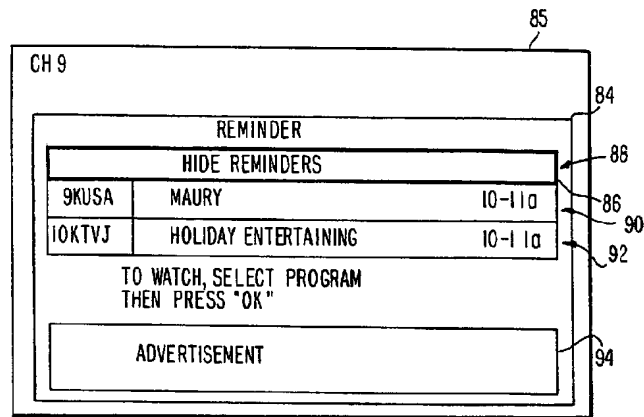 85
CH 9
84
REMINDER
HIDE REMINDERS
88
86
9KUSA MAURY 10-11a
90
10KTVJ HOLIDAY ENTERTAINING 10-11a
92
TO WATCH, SELECT PROGRAM
THEN PRESS "OK"
ADVERTISEMENT
94